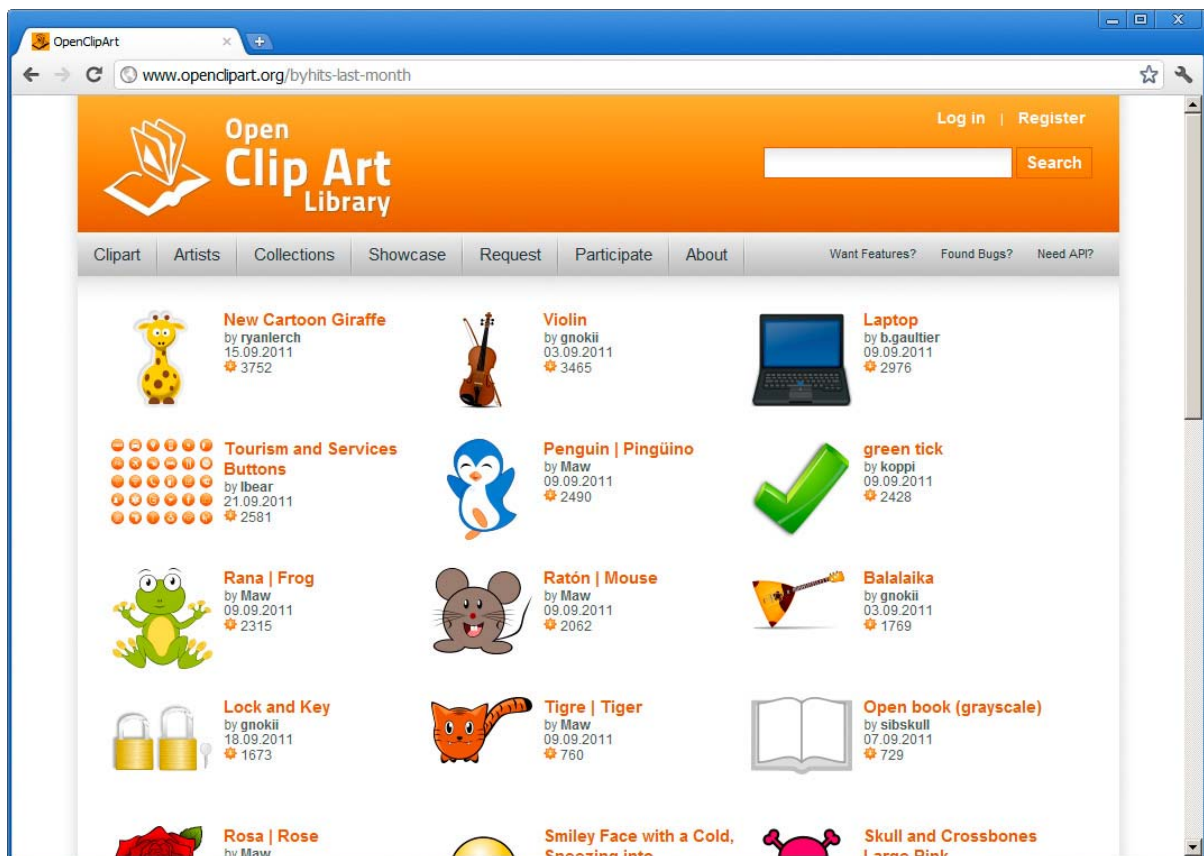 OpenClipArt
www.openclipart.org/byhits-last-month
Log in | Register
Open
Clip Art
Library
Search
Clipart Artists Collections Showcase Request Participate About Want Features? Found Bugs? Need API?
New Cartoon Giraffe
by ryanlerch
15.09.2011
3752
Violin
by gnokii
03.09.2011
3465
Laptop
by b.gaultier
09.09.2011
2976
Tourism and Services
Buttons
by lbear
21.09.2011
2581
Penguin | Pingüino
by Maw
09.09.2011
2490
green tick
by koppi
09.09.2011
2428
Rana | Frog
by Maw
09.09.2011
2315
Ratón | Mouse
by Maw
09.09.2011
2062
Balalaika
by gnokii
03.09.2011
1769
Lock and Key
by gnokii
18.09.2011
1673
Tigre | Tiger
by Maw
09.09.2011
760
Open book (grayscale)
by sibskull
07.09.2011
729
Rosa | Rose
by Maw
Smiley Face with a Cold,
Sneezing into
Skull and Crossbones
Large Pink